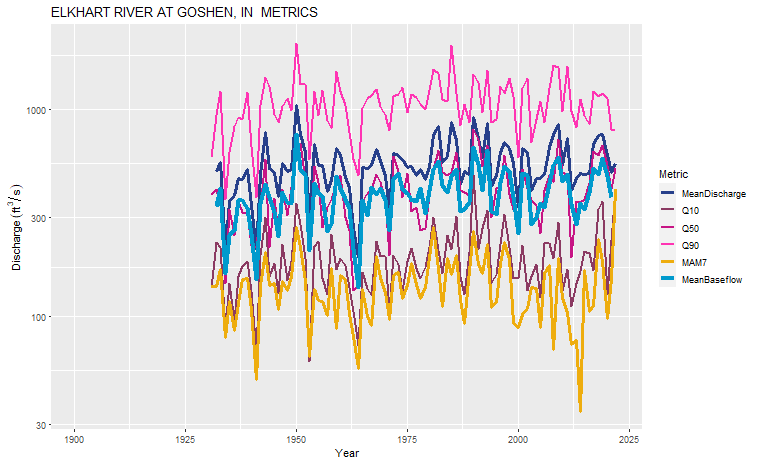 ELKHART RIVER AT GOSHEN, IN  METRICS
Discharge (ft³/s)
1000
300
100
30
1900
1925
1950
1975
2000
2025
Year
Metric
MeanDischarge
Q10
Q50
Q90
MAM7
MeanBaseflow